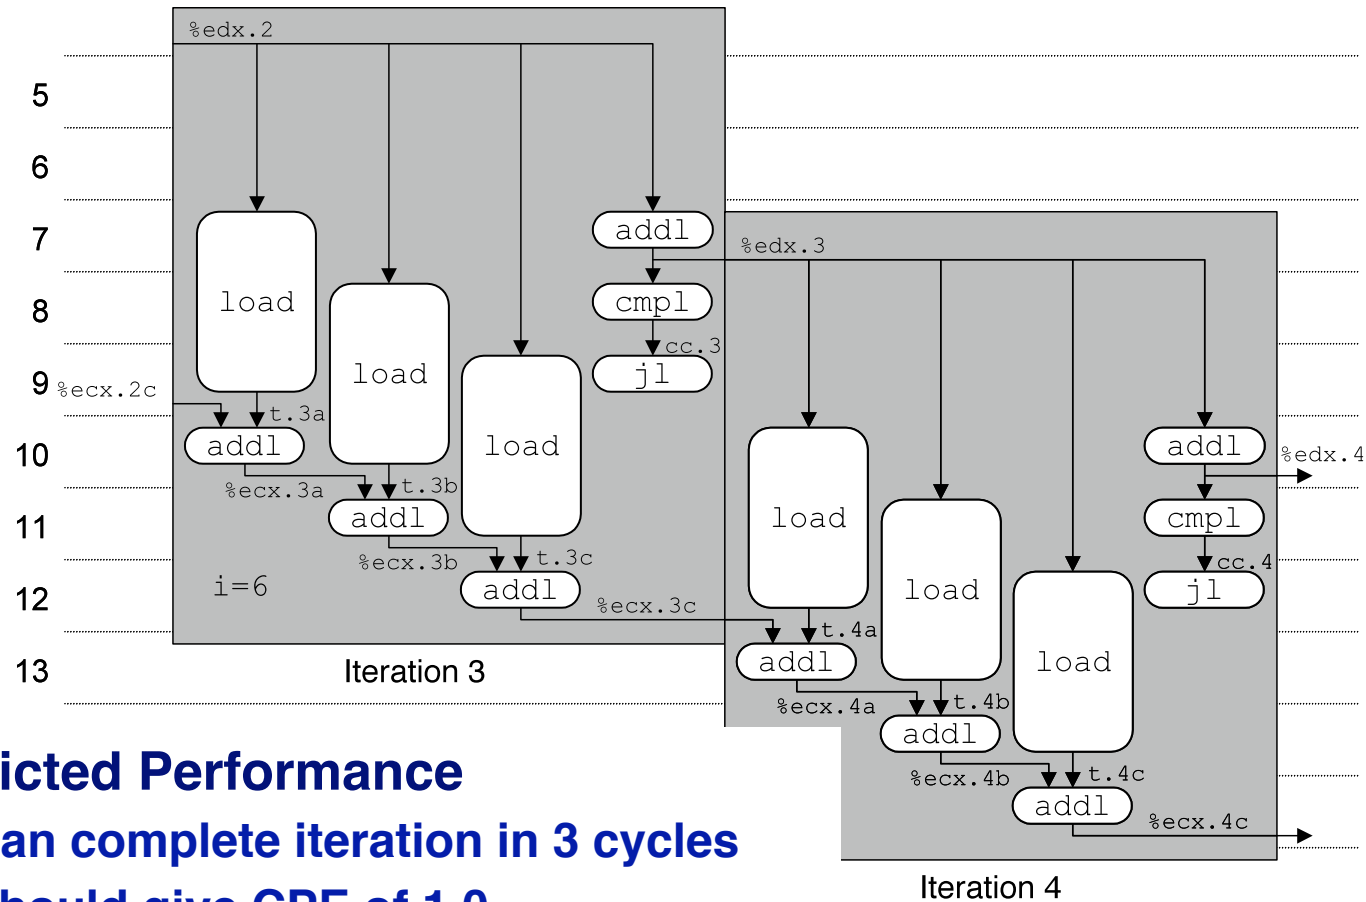 %edx.2
5
6
7
addl
%edx.3
load
8
load
cmpl
cc.3
9
%ecx.2c
load
jl
t.3a
10
addl
addl
%edx.4
%ecx.3a
t.3b
11
addl
load
load
cmpl
%ecx.3b
t.3c
cc.4
12
i=6
addl
%ecx.3c
load
jl
t.4a
13
Iteration 3
addl
%ecx.4a
t.4b
addl
icted Performance
%ecx.4b
t.4c
addl
%ecx.4c
an complete iteration in 3 cycles
Iteration 4